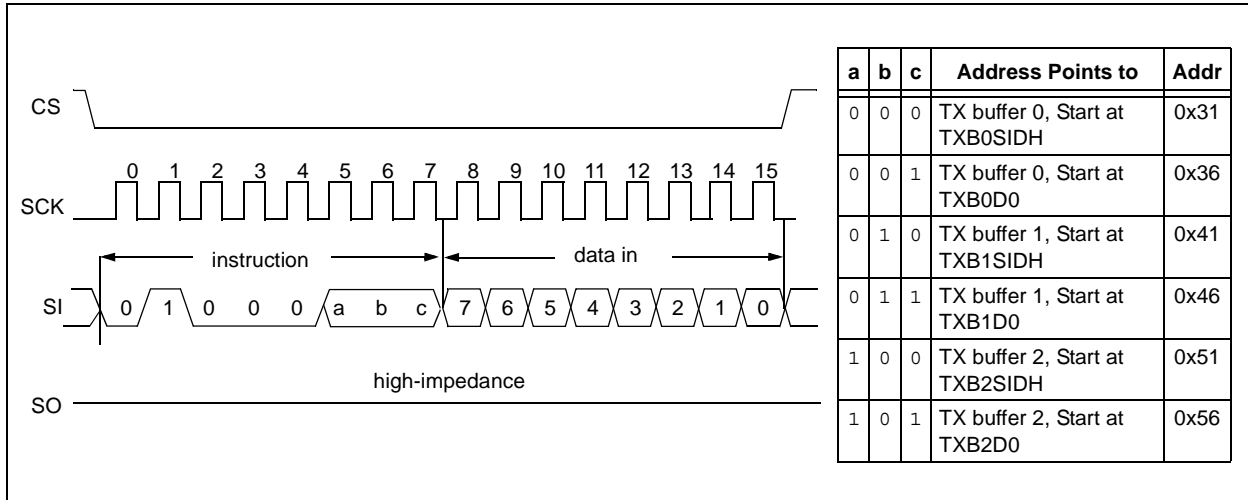 CS
SCK
0 1 2 3 4 5 6 7 8 9 10 11 12 13 14 15
instruction
data in
SI
0 1 0 0 0 a b c 7 6 5 4 3 2 1 0
high-impedance
SO
a b c Address Points to Addr
0 0 0 TX buffer 0, Start at 0x31
TXB0SIDH
0 0 1 TX buffer 0, Start at 0x36
TXB0D0
0 1 0 TX buffer 1, Start at 0x41
TXB1SIDH
0 1 1 TX buffer 1, Start at 0x46
TXB1D0
1 0 0 TX buffer 2, Start at 0x51
TXB2SIDH
1 0 1 TX buffer 2, Start at 0x56
TXB2D0